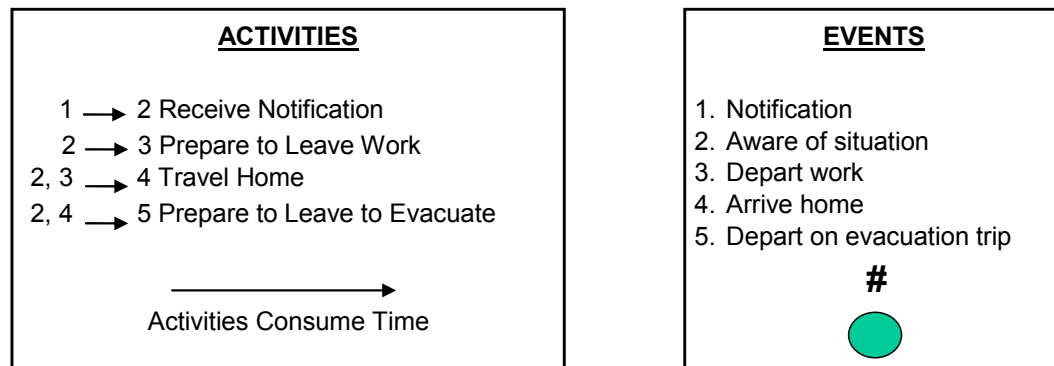 ACTIVITIES
1 → 2 Receive Notification
2 → 3 Prepare to Leave Work
2, 3 → 4 Travel Home
2, 4 → 5 Prepare to Leave to Evacuate
Activities Consume Time
EVENTS
1. Notification
2. Aware of situation
3. Depart work
4. Arrive home
5. Depart on evacuation trip
#